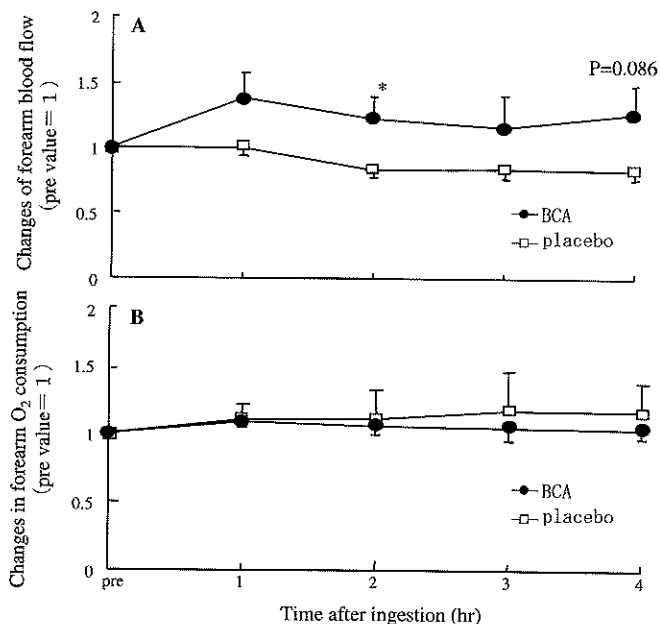 A
Changes of forearm blood flow
(pre value＝1)
2
1.5
1
0.5
0
*
P=0.086
BCA
placebo
B
Changes in forearm O₂ consumption
(pre value＝1)
2
1.5
1
0.5
0
BCA
placebo
pre 1 2 3 4
Time after ingestion (hr)